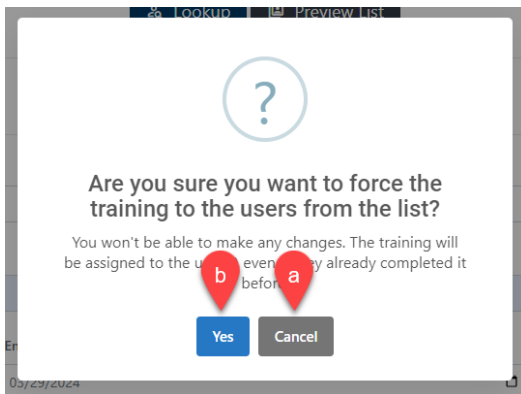 Lookup Preview List
?
Are you sure you want to force the
training to the users from the list?
You won't be able to make any changes. The training will
be assigned to the even already completed it
b a
Yes Cancel
En
05/29/2024